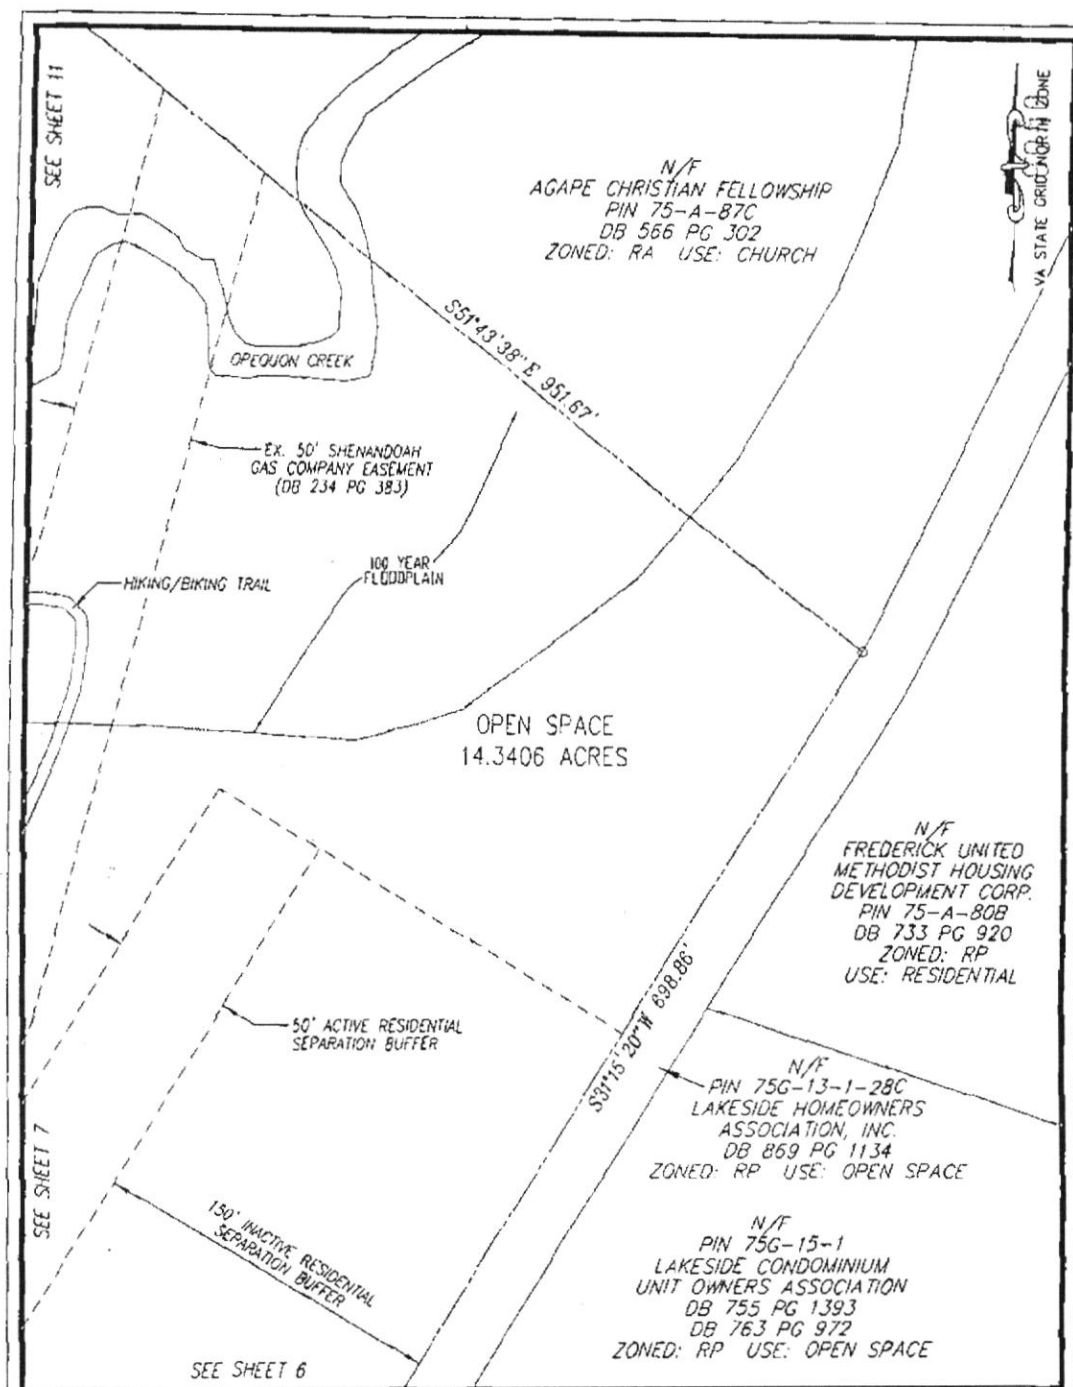 SEE SHEET 11
VA STATE GRID NORTH ZONE
N/F
AGAPE CHRISTIAN FELLOWSHIP
PIN 75-A-87C
DB 566 PG 302
ZONED: RA USE: CHURCH
S51°43'38"E 951.67'
OPEQUON CREEK
EX. 50' SHENANDOAH
GAS COMPANY EASEMENT
(DB 234 PG 383)
100 YEAR
FLOODPLAIN
HIKING/BIKING TRAIL
OPEN SPACE
14.3406 ACRES
N/F
FREDERICK UNITED
METHODIST HOUSING
DEVELOPMENT CORP.
PIN 75-A-80B
DB 733 PG 920
ZONED: RP
USE: RESIDENTIAL
S31°15'20"W 698.86'
50' ACTIVE RESIDENTIAL
SEPARATION BUFFER
N/F
PIN 75G-13-1-28C
LAKESIDE HOMEOWNERS
ASSOCIATION, INC.
DB 869 PG 1134
ZONED: RP USE: OPEN SPACE
SEE SHEET 7
150' INACTIVE RESIDENTIAL
SEPARATION BUFFER
N/F
PIN 75G-15-1
LAKESIDE CONDOMINIUM
UNIT OWNERS ASSOCIATION
DB 755 PG 1393
DB 763 PG 972
ZONED: RP USE: OPEN SPACE
SEE SHEET 6